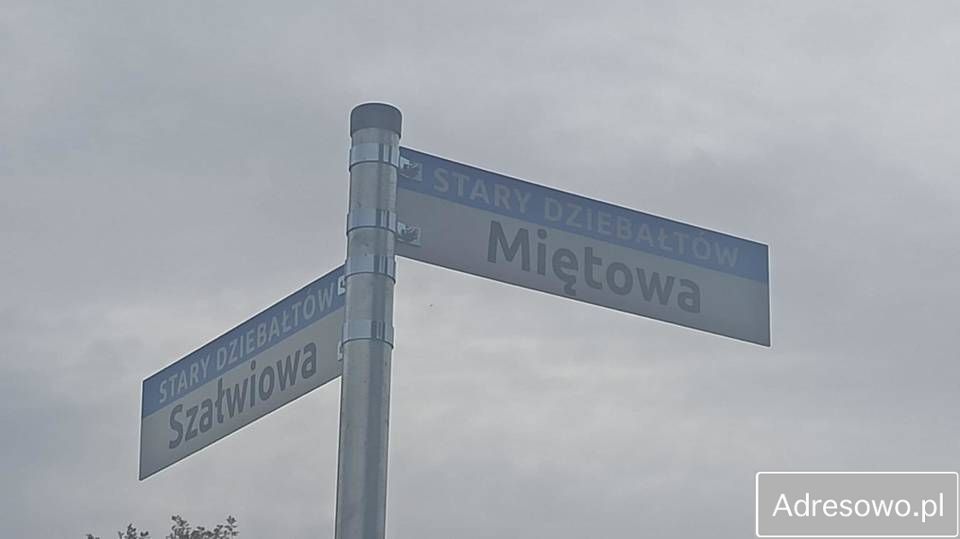 STARY DZIEBAŁTÓW
Miętowa
STARY DZIEBAŁTÓW
Szałwiowa
Adresowo.pl